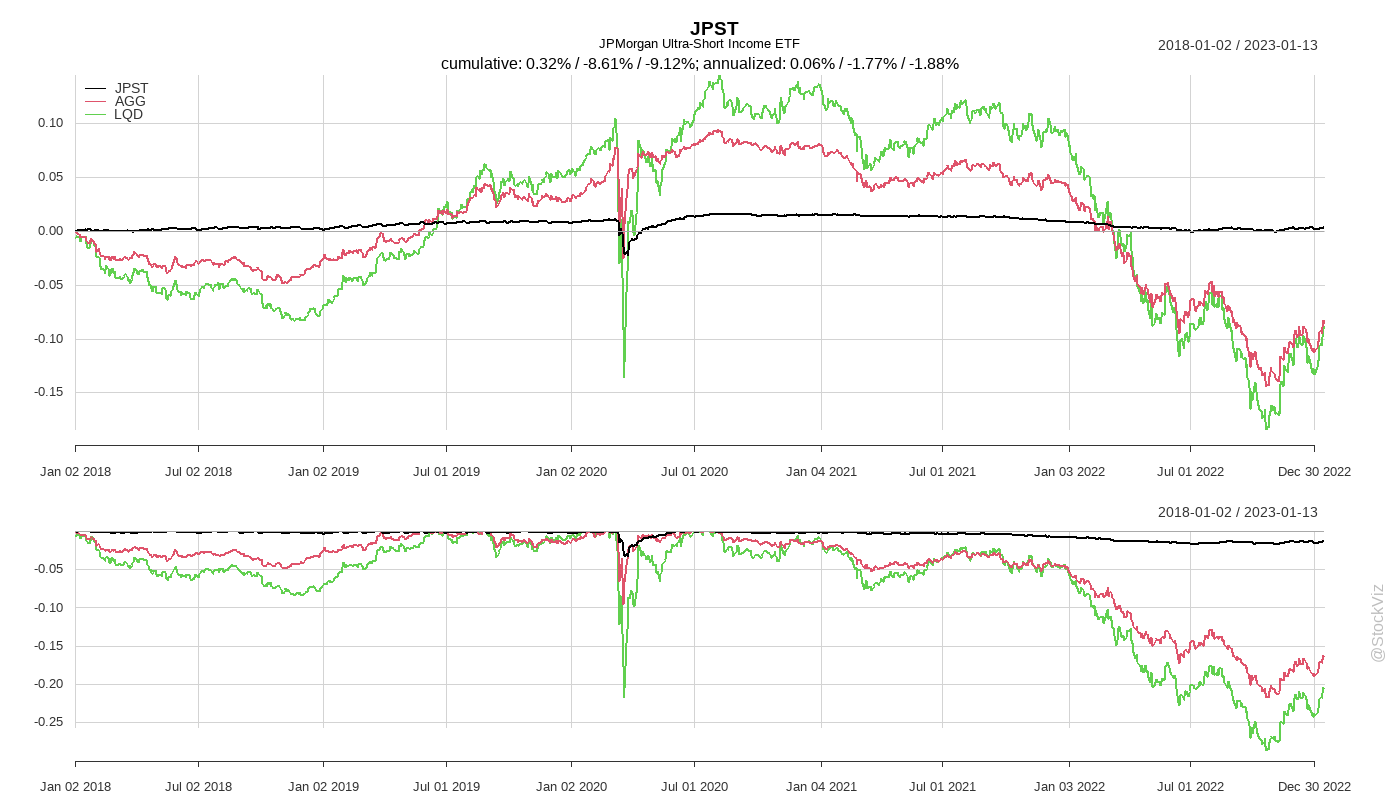 JPST
JPMorgan Ultra-Short Income ETF
2018-01-02 / 2023-01-13
cumulative: 0.32% / -8.61% / -9.12%; annualized: 0.06% / -1.77% / -1.88%
JPST
AGG
LQD
0.10
0.05
0.00
-0.05
-0.10
-0.15
Jan 02 2018 Jul 02 2018 Jan 02 2019 Jul 01 2019 Jan 02 2020 Jul 01 2020 Jan 04 2021 Jul 01 2021 Jan 03 2022 Jul 01 2022 Dec 30 2022
2018-01-02 / 2023-01-13
-0.05
-0.10
-0.15
-0.20
-0.25
Jan 02 2018 Jul 02 2018 Jan 02 2019 Jul 01 2019 Jan 02 2020 Jul 01 2020 Jan 04 2021 Jul 01 2021 Jan 03 2022 Jul 01 2022 Dec 30 2022
@StockViz